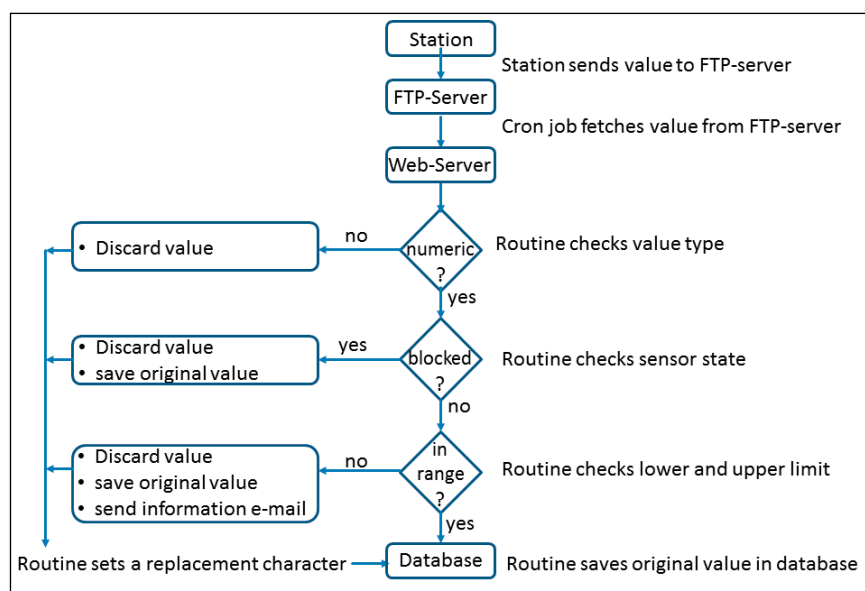 Station
Station sends value to FTP-server
FTP-Server
Cron job fetches value from FTP-server
Web-Server
• Discard value
no
numeric
?
Routine checks value type
yes
• Discard value
• save original value
yes
blocked
?
Routine checks sensor state
no
• Discard value
• save original value
• send information e-mail
no
in
range
?
Routine checks lower and upper limit
yes
Routine sets a replacement character
Database
Routine saves original value in database